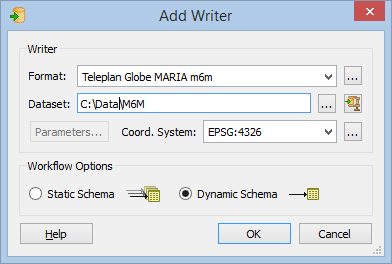 Add Writer
Writer
Format: Teleplan Globe MARIA m6m ...
Dataset: C:\Data\M6M ...
Parameters... Coord. System: EPSG:4326 ...
Workflow Options
Static Schema Dynamic Schema
Help OK Cancel